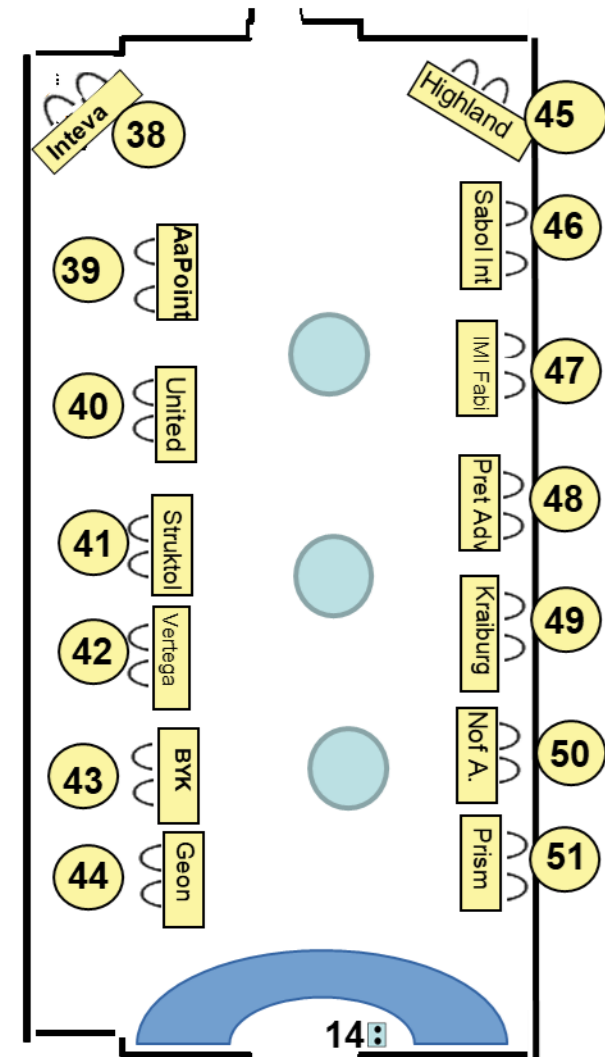 Inteva
38
Highland
45
AaPoint
39
Sabol Int
46
United
40
IMI Fabi
47
Struktol
41
Pret Adv
48
Vertega
42
Kraiburg
49
BYK
43
Nof A.
50
Geon
44
Prism
51
14